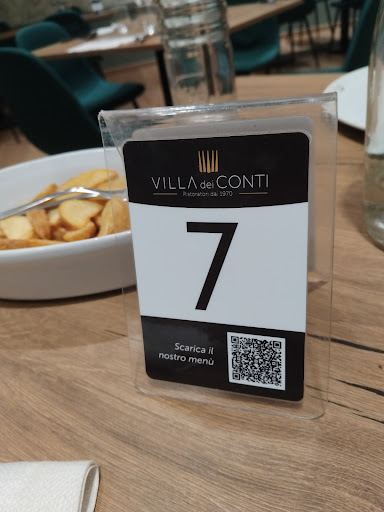 VILLA dei CONTI
Ristoratori dal 1970
7
Scarica il
nostro menù